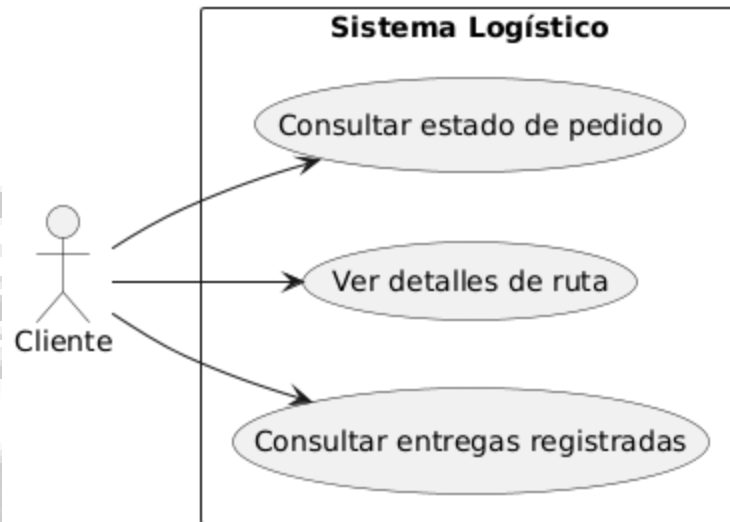 Sistema Logístico
Consultar estado de pedido
Ver detalles de ruta
Cliente
Consultar entregas registradas